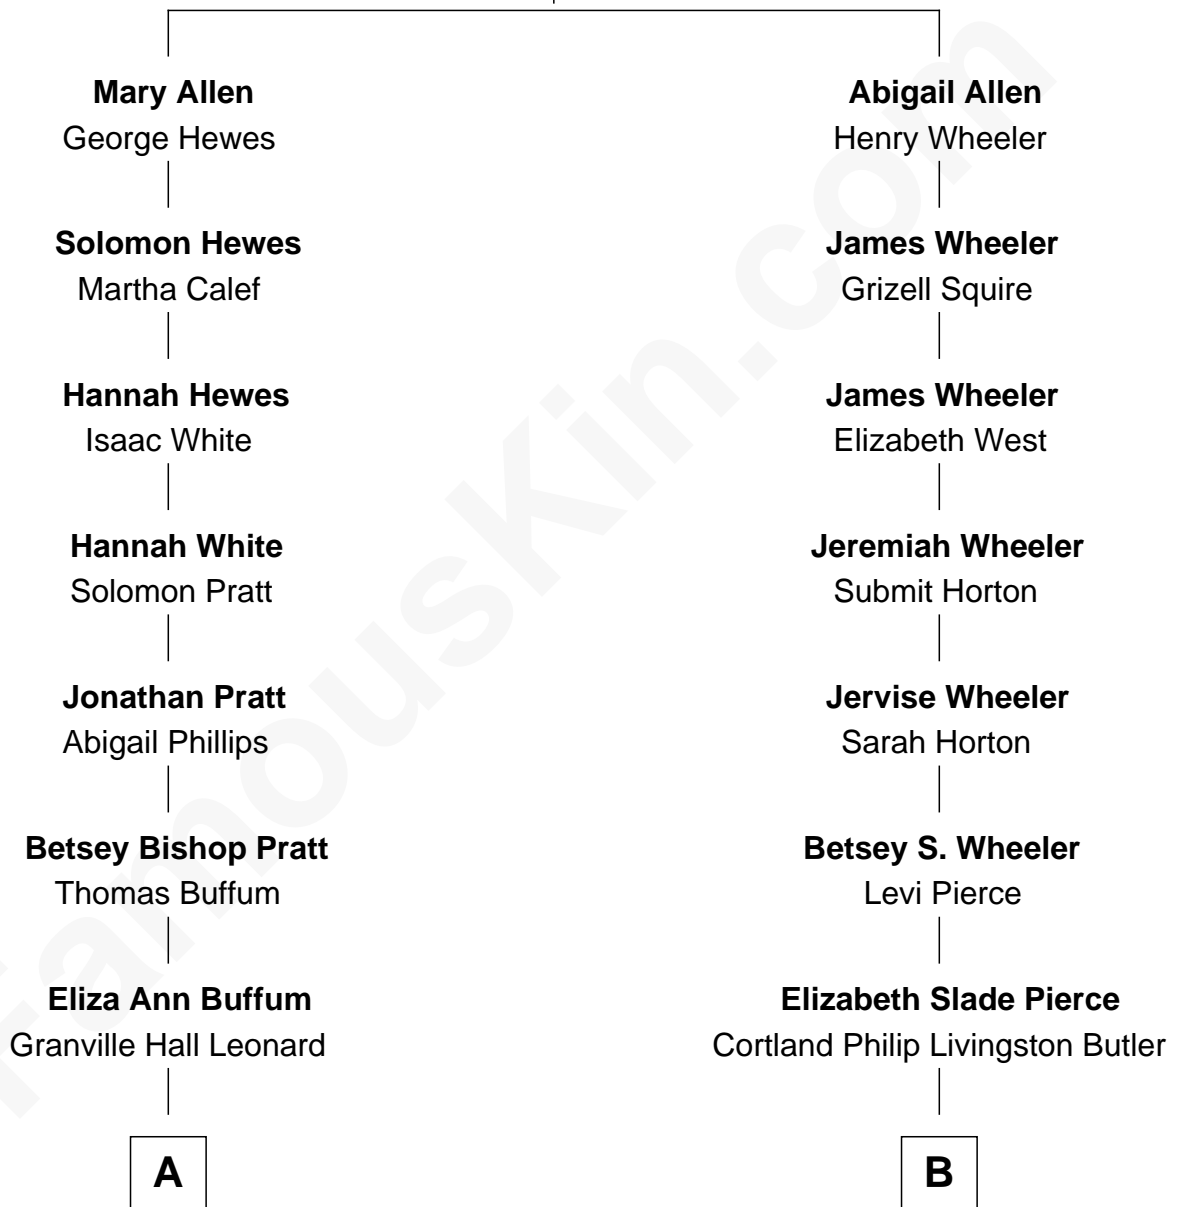 Mary Allen
George Hewes
Abigail Allen
Henry Wheeler
Solomon Hewes
Martha Calef
James Wheeler
Grizell Squire
Hannah Hewes
Isaac White
James Wheeler
Elizabeth West
Hannah White
Solomon Pratt
Jeremiah Wheeler
Submit Horton
Jonathan Pratt
Abigail Phillips
Jervise Wheeler
Sarah Horton
Betsey Bishop Pratt
Thomas Buffum
Betsey S. Wheeler
Levi Pierce
Eliza Ann Buffum
Granville Hall Leonard
Elizabeth Slade Pierce
Cortland Philip Livingston Butler
A
B
FamousKin.com